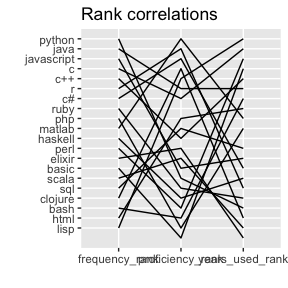 Rank correlations
python
java
javascript
c
c++
r
c#
ruby
php
matlab
haskell
perl
elixir
basic
scala
sql
clojure
bash
html
lisp
frequency_rank proficiency_rank years_used_rank